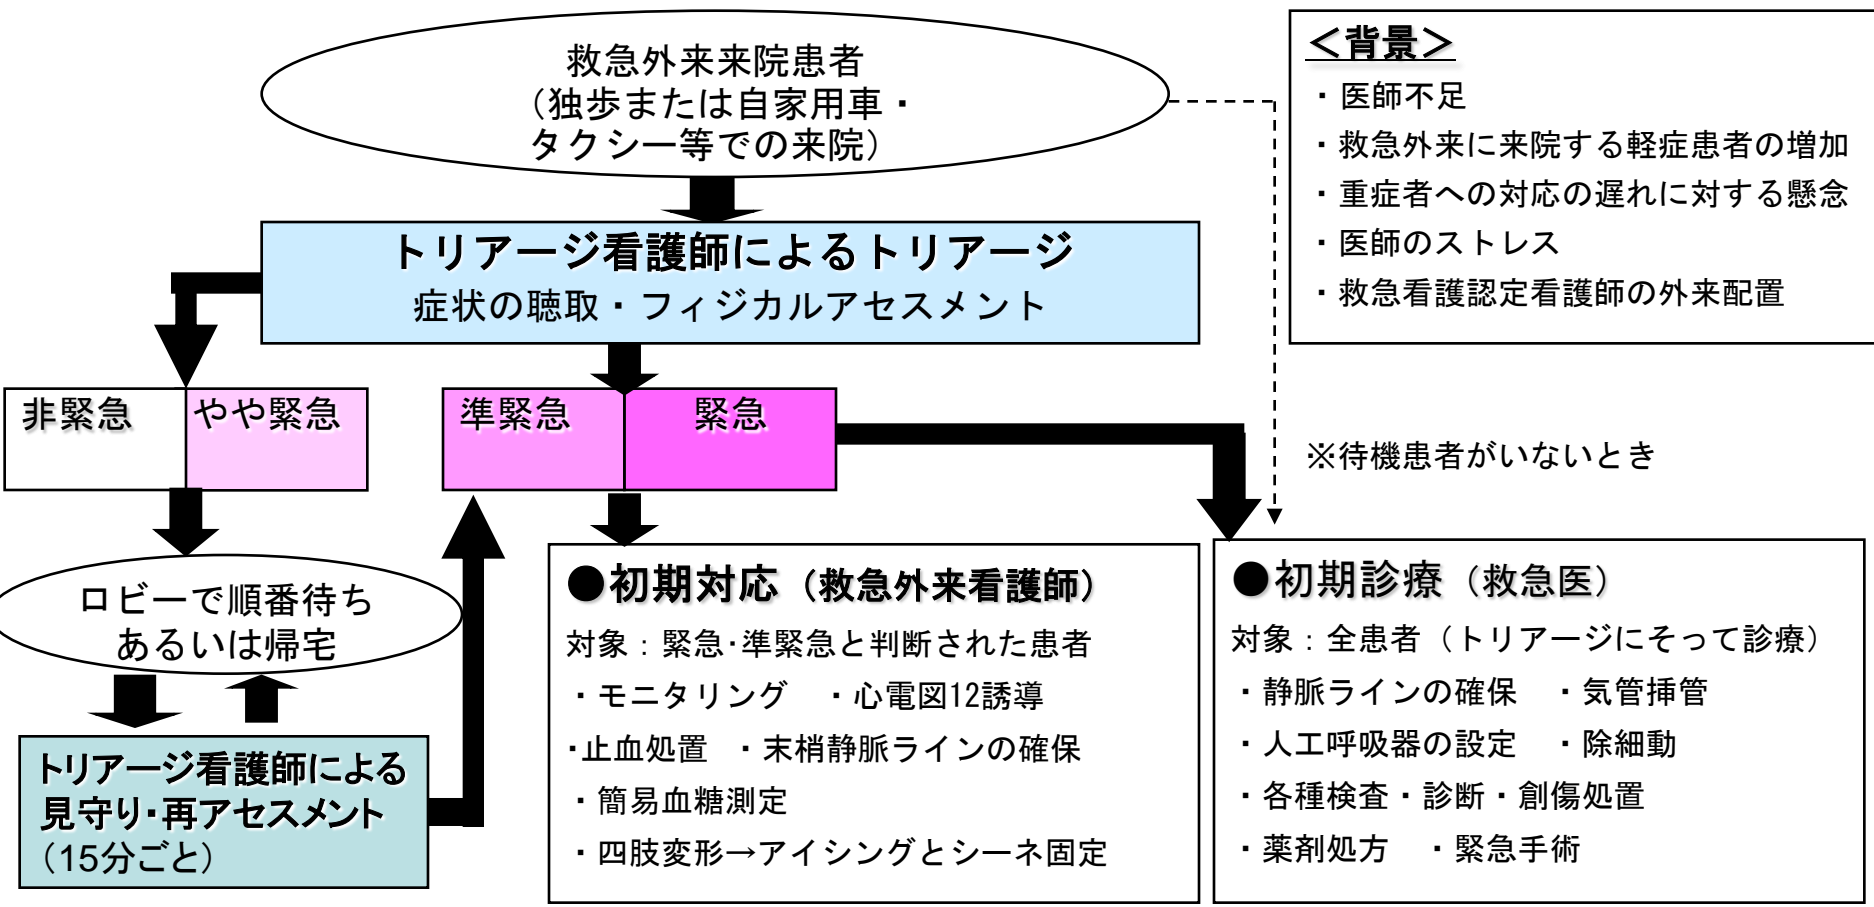 救急外来来院患者
（独歩または自家用車・
タクシー等での来院）
＜背景＞
・医師不足
・救急外来に来院する軽症患者の増加
・重症者への対応の遅れに対する懸念
・医師のストレス
・救急看護認定看護師の外来配置
トリアージ看護師によるトリアージ
症状の聴取・フィジカルアセスメント
非緊急
やや緊急
準緊急
緊急
※待機患者がいないとき
ロビーで順番待ち
あるいは帰宅
トリアージ看護師による
見守り・再アセスメント
（15分ごと）
●初期対応（救急外来看護師）
対象：緊急・準緊急と判断された患者
・モニタリング　・心電図12誘導
・止血処置　・末梢静脈ラインの確保
・簡易血糖測定
・四肢変形→アイシングとシーネ固定
●初期診療（救急医）
対象：全患者（トリアージにそって診療）
・静脈ラインの確保　・気管挿管
・人工呼吸器の設定　・除細動
・各種検査・診断・創傷処置
・薬剤処方　・緊急手術